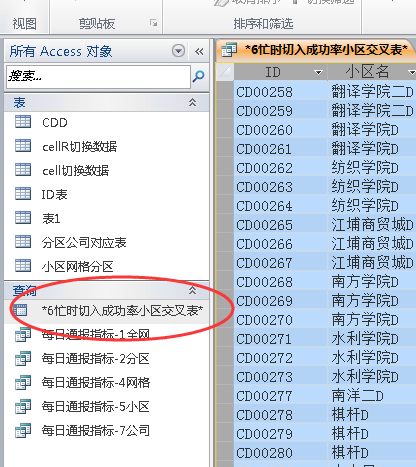 视图
剪贴板
排序和筛选
所有 Access 对象
搜索...
表
CDD
cellR切换数据
cell切换数据
ID表
表1
分区公司对应表
小区网格分区
查询
*6忙时切入成功率小区交叉表*
每日通报指标-1全网
每日通报指标-2分区
每日通报指标-4网格
每日通报指标-5小区
每日通报指标-7公司
*6忙时切入成功率小区交叉表*
ID 小区名
CD00258 翻译学院二D
CD00259 翻译学院二D
CD00260 翻译学院D
CD00261 翻译学院D
CD00262 纺织学院D
CD00263 纺织学院D
CD00264 纺织学院D
CD00265 江埔商贸城D
CD00266 江埔商贸城D
CD00267 江埔商贸城D
CD00268 南方学院D
CD00269 南方学院D
CD00270 南方学院D
CD00271 水利学院D
CD00272 水利学院D
CD00273 水利学院D
CD00277 南洋二D
CD00278 棋杆D
CD00279 棋杆D
CD00280 棋杆D